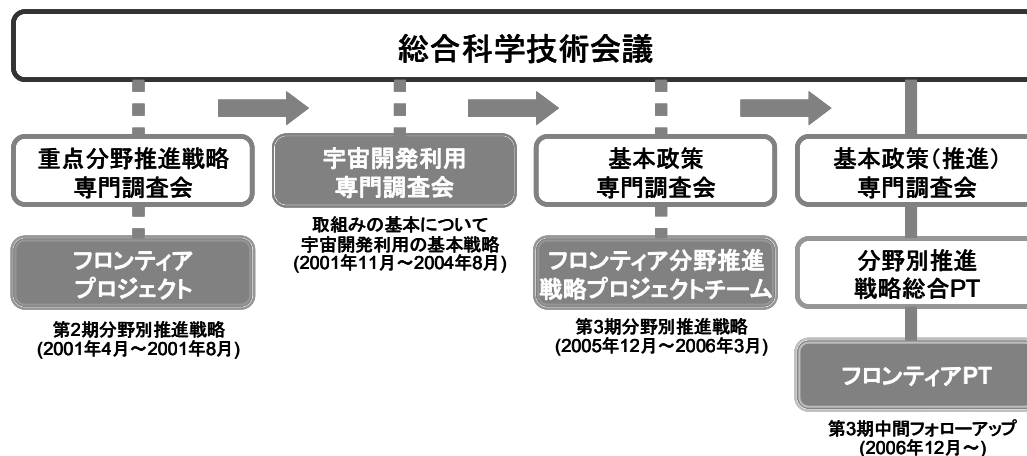 総合科学技術会議
重点分野推進戦略
専門調査会
フロンティア
プロジェクト
第2期分野別推進戦略
(2001年4月～2001年8月)
宇宙開発利用
専門調査会
取組みの基本について
宇宙開発利用の基本戦略
(2001年11月～2004年8月)
基本政策
専門調査会
フロンティア分野推進
戦略プロジェクトチーム
第3期分野別推進戦略
(2005年12月～2006年3月)
基本政策(推進)
専門調査会
分野別推進
戦略総合PT
フロンティアPT
第3期中間フォローアップ
(2006年12月～)